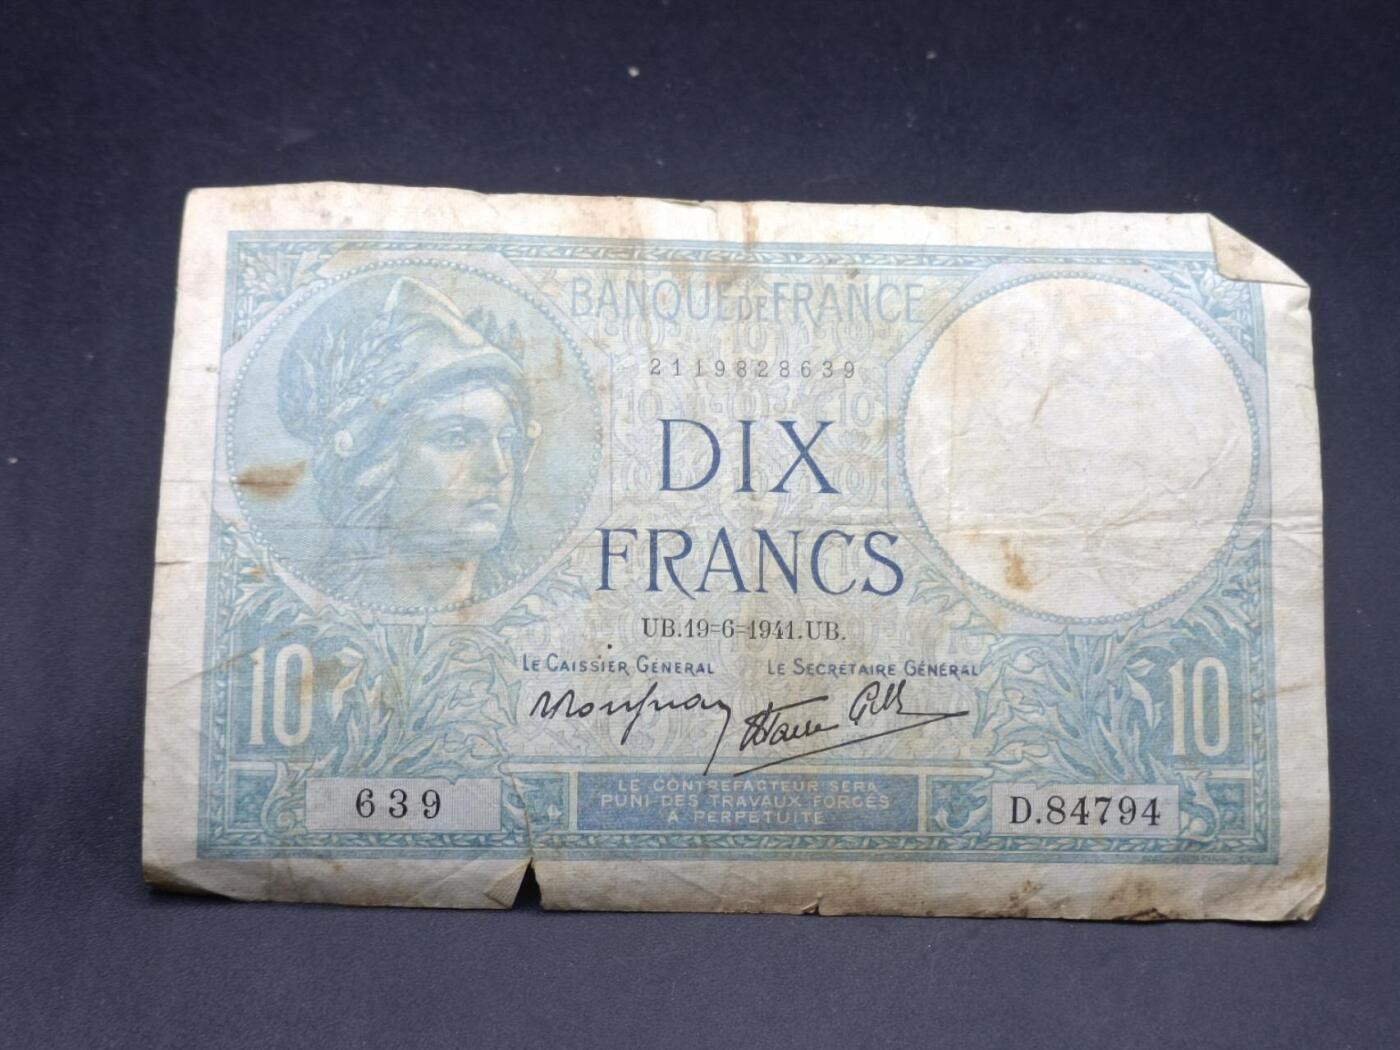 BANQUE DE FRANCE
2119828639
DIX
FRANCS
UB.19=6=1941.UB.
LE CAISSIER GÉNÉRAL LE SECRÉTAIRE GÉNÉRAL
10 10
LE CONTREFACTEUR SERA
PUNI DES TRAVAUX FORCÉS
À PERPÉTUITÉ
639 D.84794